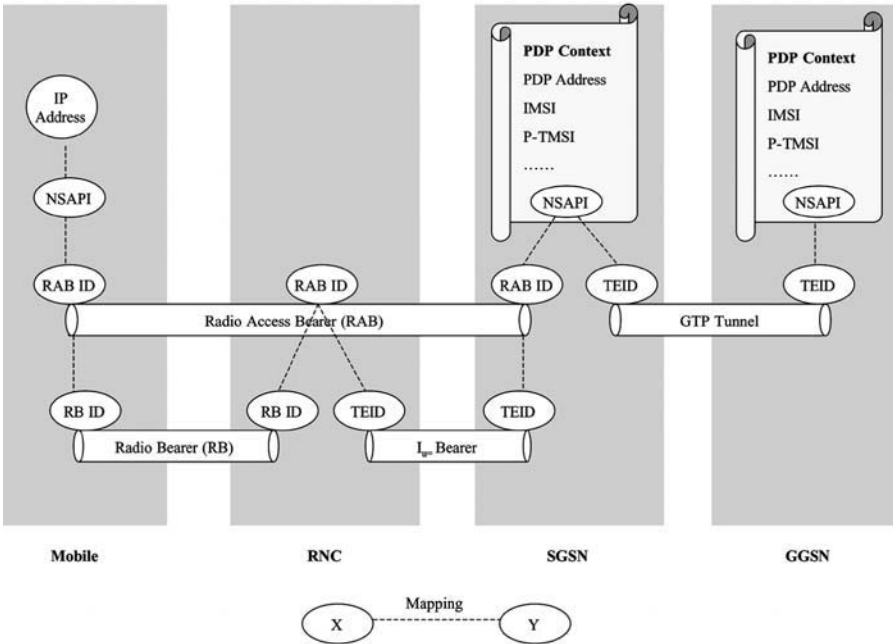 PDP Context
PDP Address
IMSI
P-TMSI
......
NSAPI
PDP Context
PDP Address
IMSI
P-TMSI
......
NSAPI
IP
Address
NSAPI
RAB ID
RAB ID
RAB ID
TEID
TEID
Radio Access Bearer (RAB)
GTP Tunnel
RB ID
RB ID
TEID
TEID
Radio Bearer (RB)
Bearer
Mobile
RNC
SGSN
GGSN
Mapping
X
Y